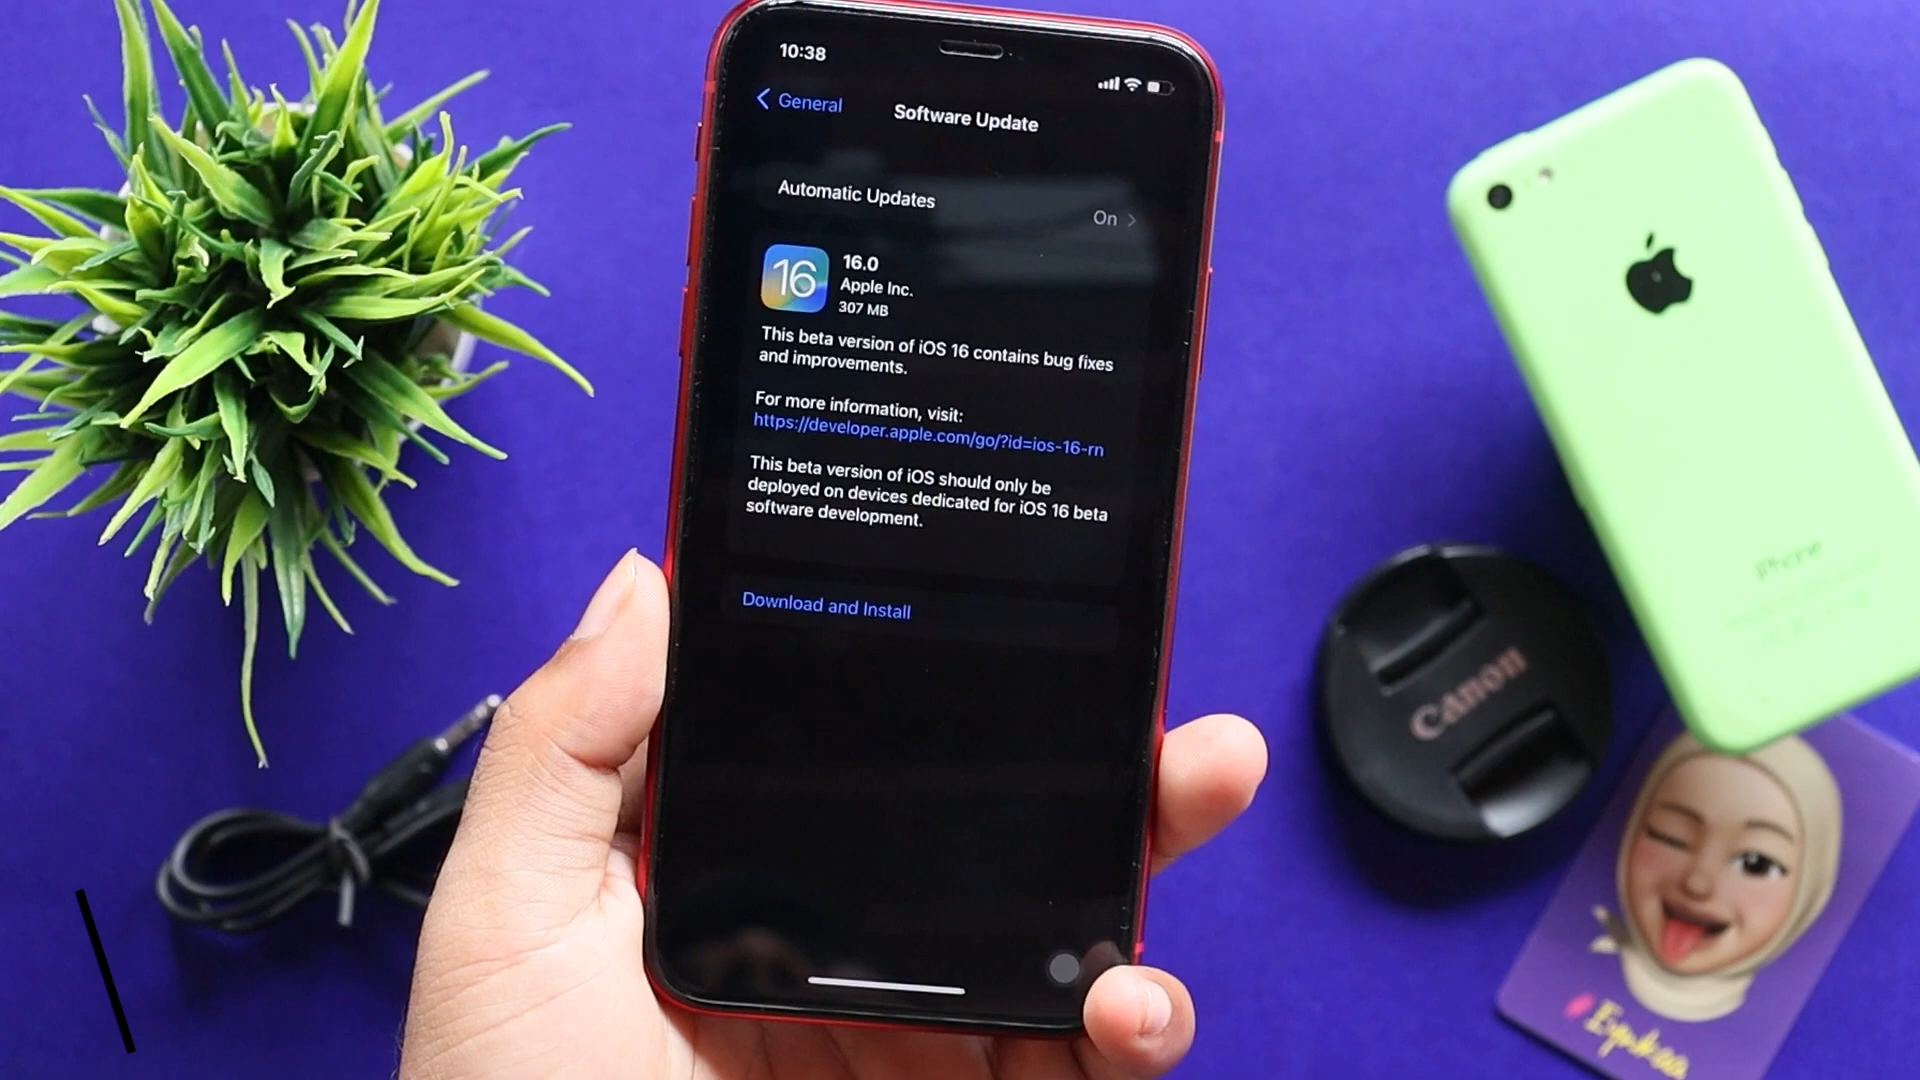 10:38
General
Software Update
Automatic Updates
On
16
16.0
Apple Inc.
307 MB
This beta version of iOS 16 contains bug fixes
and improvements.
For more information, visit:
https://developer.apple.com/go/?id=ios-16-rn
This beta version of iOS should only be
deployed on devices dedicated for iOS 16 beta
software development.
Download and Install
iPhone
Canon